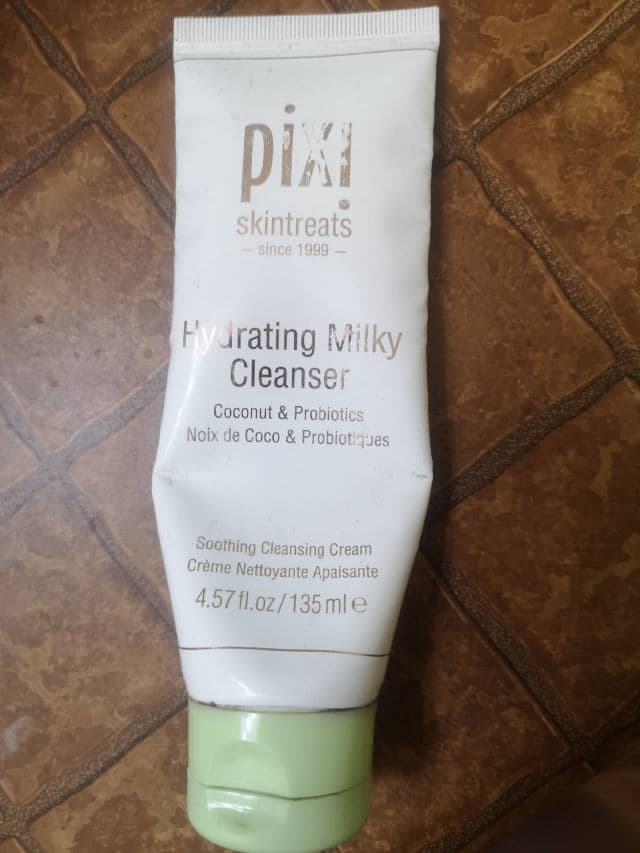 pixi
skintreats
— since 1999 —
Hydrating Milky
Cleanser
Coconut & Probiotics
Noix de Coco & Probiotiques
Soothing Cleansing Cream
Crème Nettoyante Apaisante
4.57 fl.oz/135 ml e